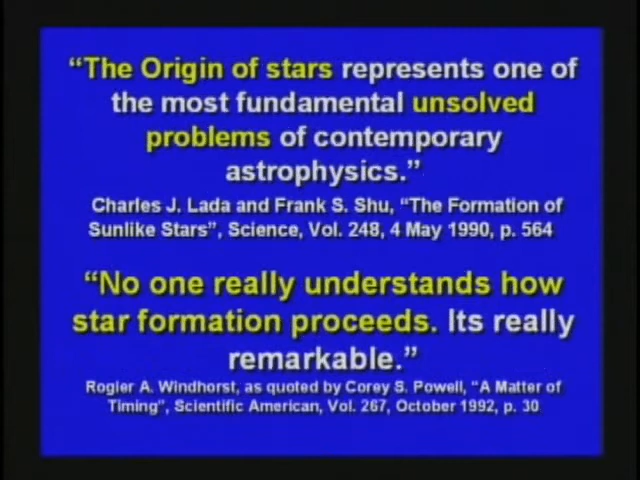 “The Origin of stars represents one of
the most fundamental unsolved
problems of contemporary
astrophysics.”
Charles J. Lada and Frank S. Shu, “The Formation of
Sunlike Stars”, Science, Vol. 248, 4 May 1990, p. 564
“No one really understands how
star formation proceeds. Its really
remarkable.”
Rogier A. Windhorst, as quoted by Corey S. Powell, “A Matter of
Timing”, Scientific American, Vol. 267, October 1992, p. 30